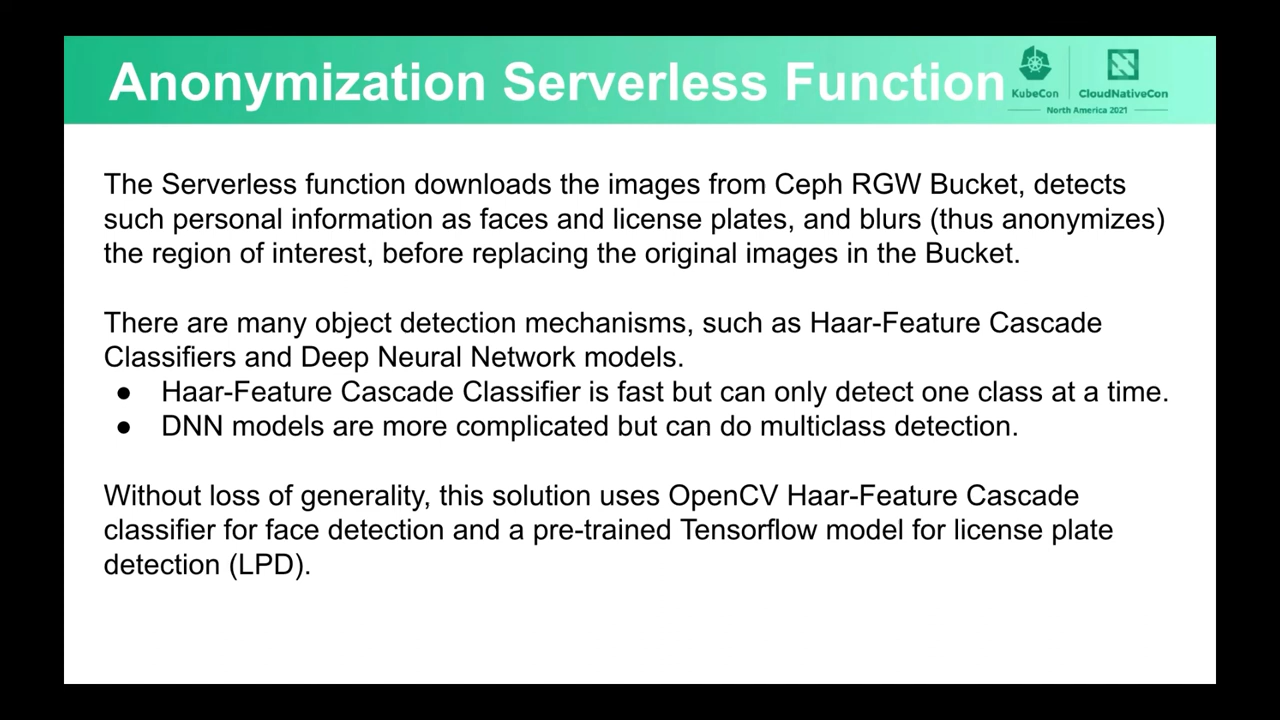 Anonymization Serverless Function
KubeCon
CloudNativeCon
North America 2021
The Serverless function downloads the images from Ceph RGW Bucket, detects
such personal information as faces and license plates, and blurs (thus anonymizes)
the region of interest, before replacing the original images in the Bucket.
There are many object detection mechanisms, such as Haar-Feature Cascade
Classifiers and Deep Neural Network models.
● Haar-Feature Cascade Classifier is fast but can only detect one class at a time.
● DNN models are more complicated but can do multiclass detection.
Without loss of generality, this solution uses OpenCV Haar-Feature Cascade
classifier for face detection and a pre-trained Tensorflow model for license plate
detection (LPD).